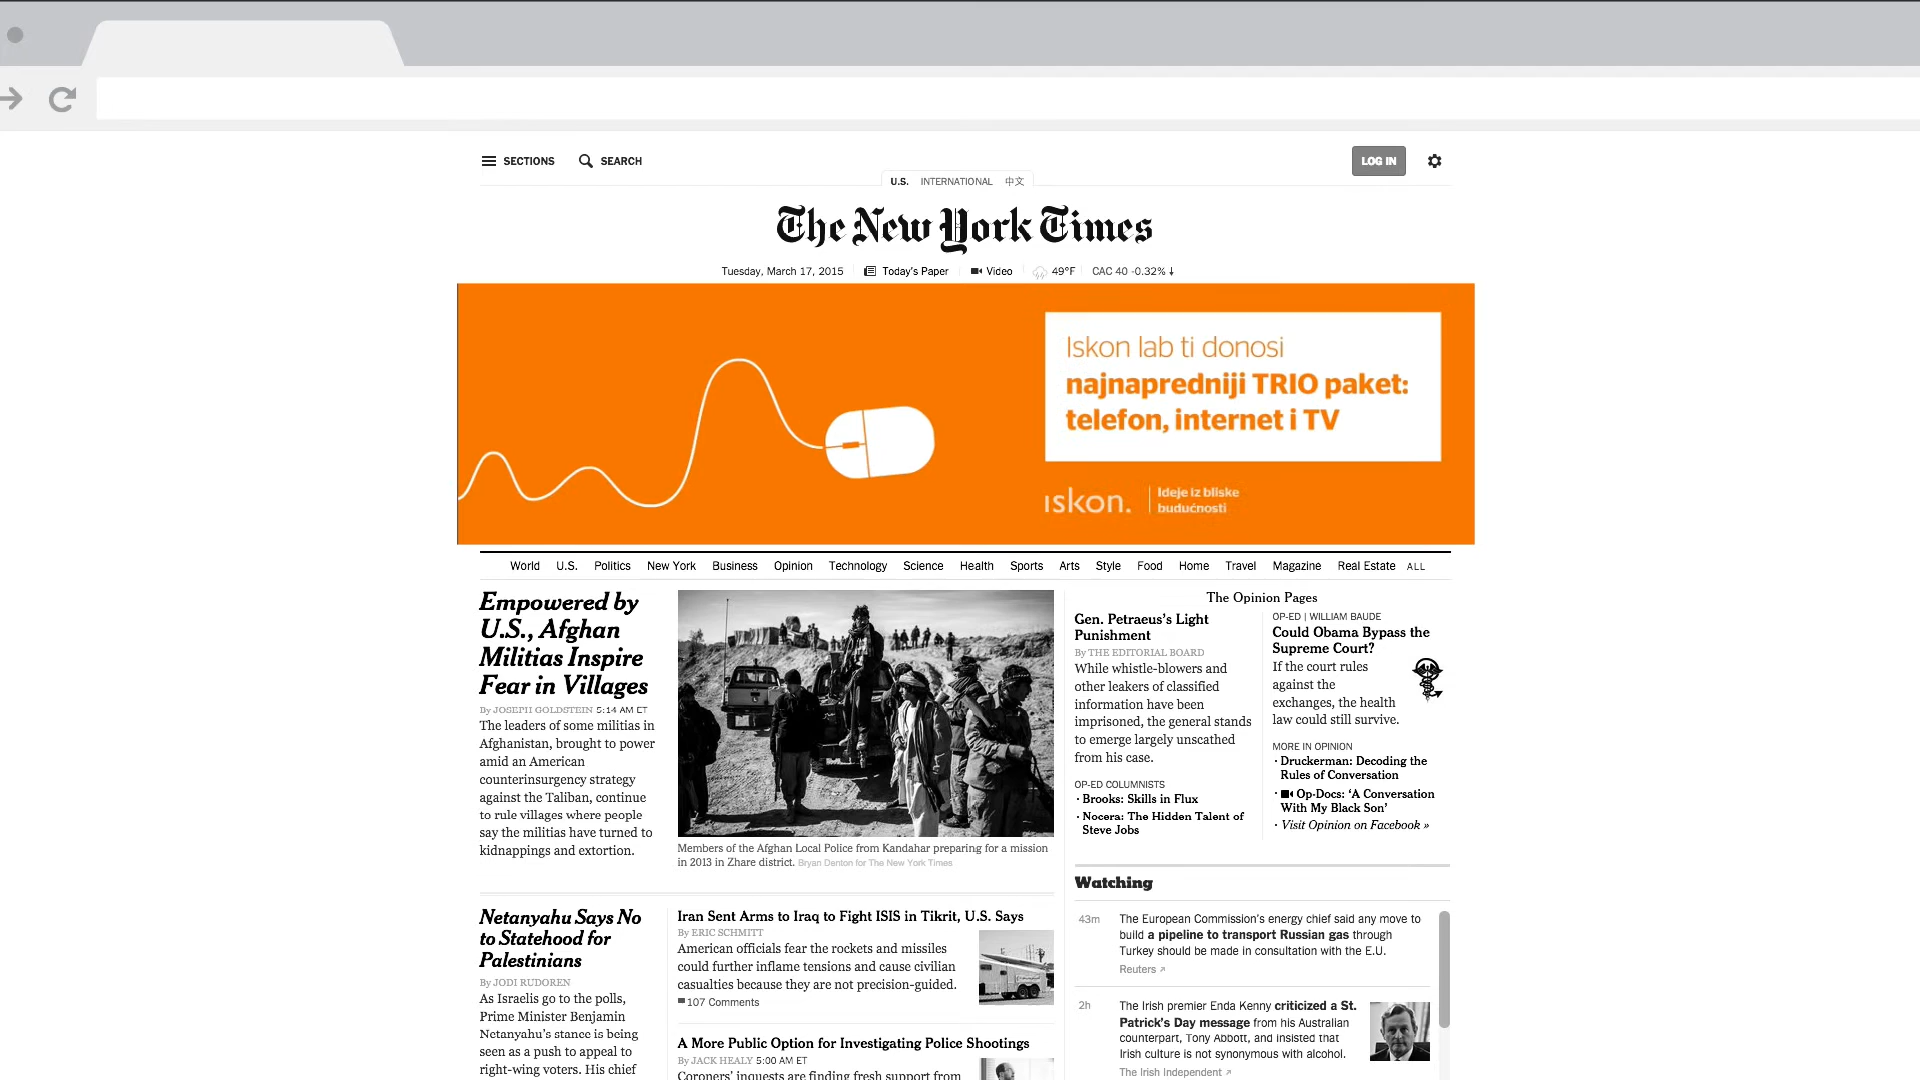 SECTIONS
SEARCH
LOG IN
U.S. INTERNATIONAL 中文
The New York Times
Tuesday, March 17, 2015
Today's Paper
Video
49°F
CAC 40 -0.32% ↓
Iskon lab ti donosi
najnapredniji TRIO paket:
telefon, internet i TV
iskon.
Ideje iz bliske
budućnosti
World U.S. Politics New York Business Opinion Technology Science Health Sports Arts Style Food Home Travel Magazine Real Estate ALL
Empowered by
U.S., Afghan
Militias Inspire
Fear in Villages
By JOSEPH GOLDSTEIN 5:14 AM ET
The leaders of some militias in
Afghanistan, brought to power
amid an American
counterinsurgency strategy
against the Taliban, continue
to rule villages where people
say the militias have turned to
kidnappings and extortion.
Members of the Afghan Local Police from Kandahar preparing for a mission
in 2013 in Zhare district. Bryan Denton for The New York Times
The Opinion Pages
Gen. Petraeus's Light
Punishment
By THE EDITORIAL BOARD
While whistle-blowers and
other leakers of classified
information have been
imprisoned, the general stands
to emerge largely unscathed
from his case.
OP-ED COLUMNISTS
· Brooks: Skills in Flux
· Nocera: The Hidden Talent of
Steve Jobs
OP-ED | WILLIAM BAUDE
Could Obama Bypass the
Supreme Court?
If the court rules
against the
exchanges, the health
law could still survive.
MORE IN OPINION
· Druckerman: Decoding the
Rules of Conversation
· Op-Docs: ‘A Conversation
With My Black Son’
· Visit Opinion on Facebook »
Netanyahu Says No
to Statehood for
Palestinians
By JODI RUDOREN
As Israelis go to the polls,
Prime Minister Benjamin
Netanyahu's stance is being
seen as a push to appeal to
right-wing voters. His chief
Iran Sent Arms to Iraq to Fight ISIS in Tikrit, U.S. Says
By ERIC SCHMITT
American officials fear the rockets and missiles
could further inflame tensions and cause civilian
casualties because they are not precision-guided.
107 Comments
A More Public Option for Investigating Police Shootings
By JACK HEALY 5:00 AM ET
Coroners' inquests are finding fresh support from
Watching
43m
The European Commission's energy chief said any move to
build a pipeline to transport Russian gas through
Turkey should be made in consultation with the E.U.
Reuters
2h
The Irish premier Enda Kenny criticized a St.
Patrick's Day message from his Australian
counterpart, Tony Abbott, and insisted that
Irish culture is not synonymous with alcohol.
The Irish Independent